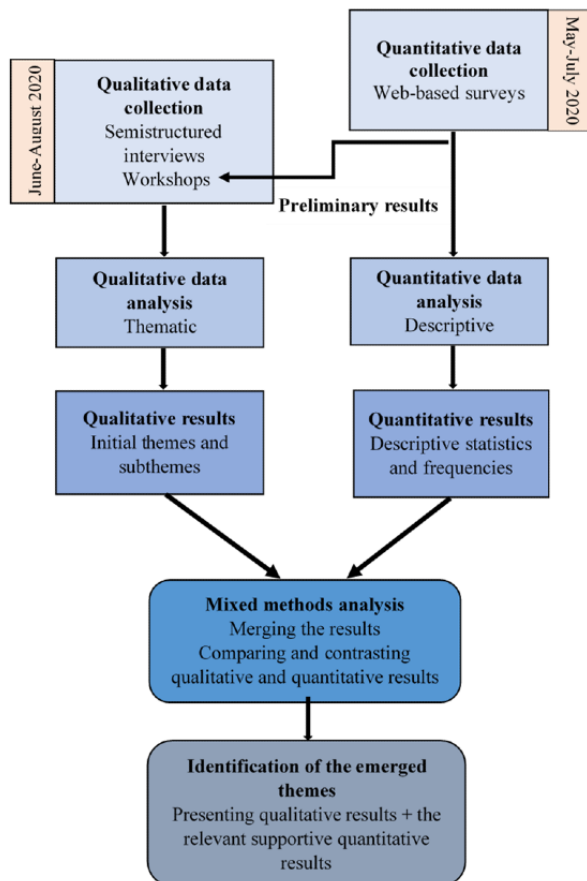 June-August 2020
Qualitative data
collection
Semistructured
interviews
Workshops
Quantitative data
collection
Web-based surveys
May-July 2020
Preliminary results
Qualitative data
analysis
Thematic
Quantitative data
analysis
Descriptive
Qualitative results
Initial themes and
subthemes
Quantitative results
Descriptive statistics
and frequencies
Mixed methods analysis
Merging the results
Comparing and contrasting
qualitative and quantitative results
Identification of the emerged
themes
Presenting qualitative results + the
relevant supportive quantitative
results